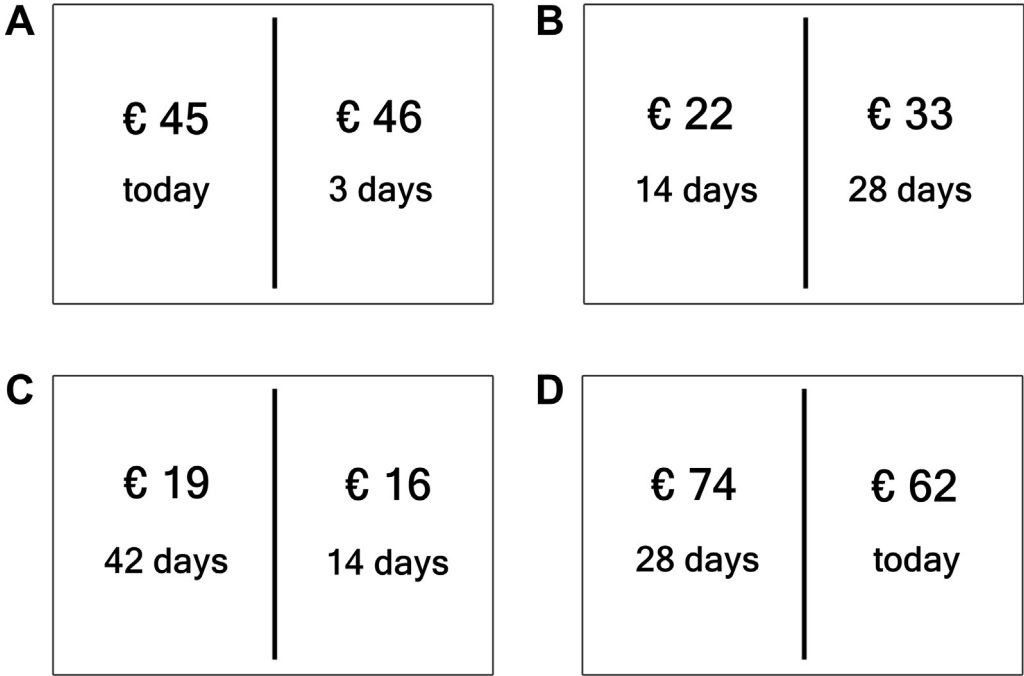 A
€ 45
today
€ 46
3 days
B
€ 22
14 days
€ 33
28 days
C
€ 19
42 days
€ 16
14 days
D
€ 74
28 days
€ 62
today